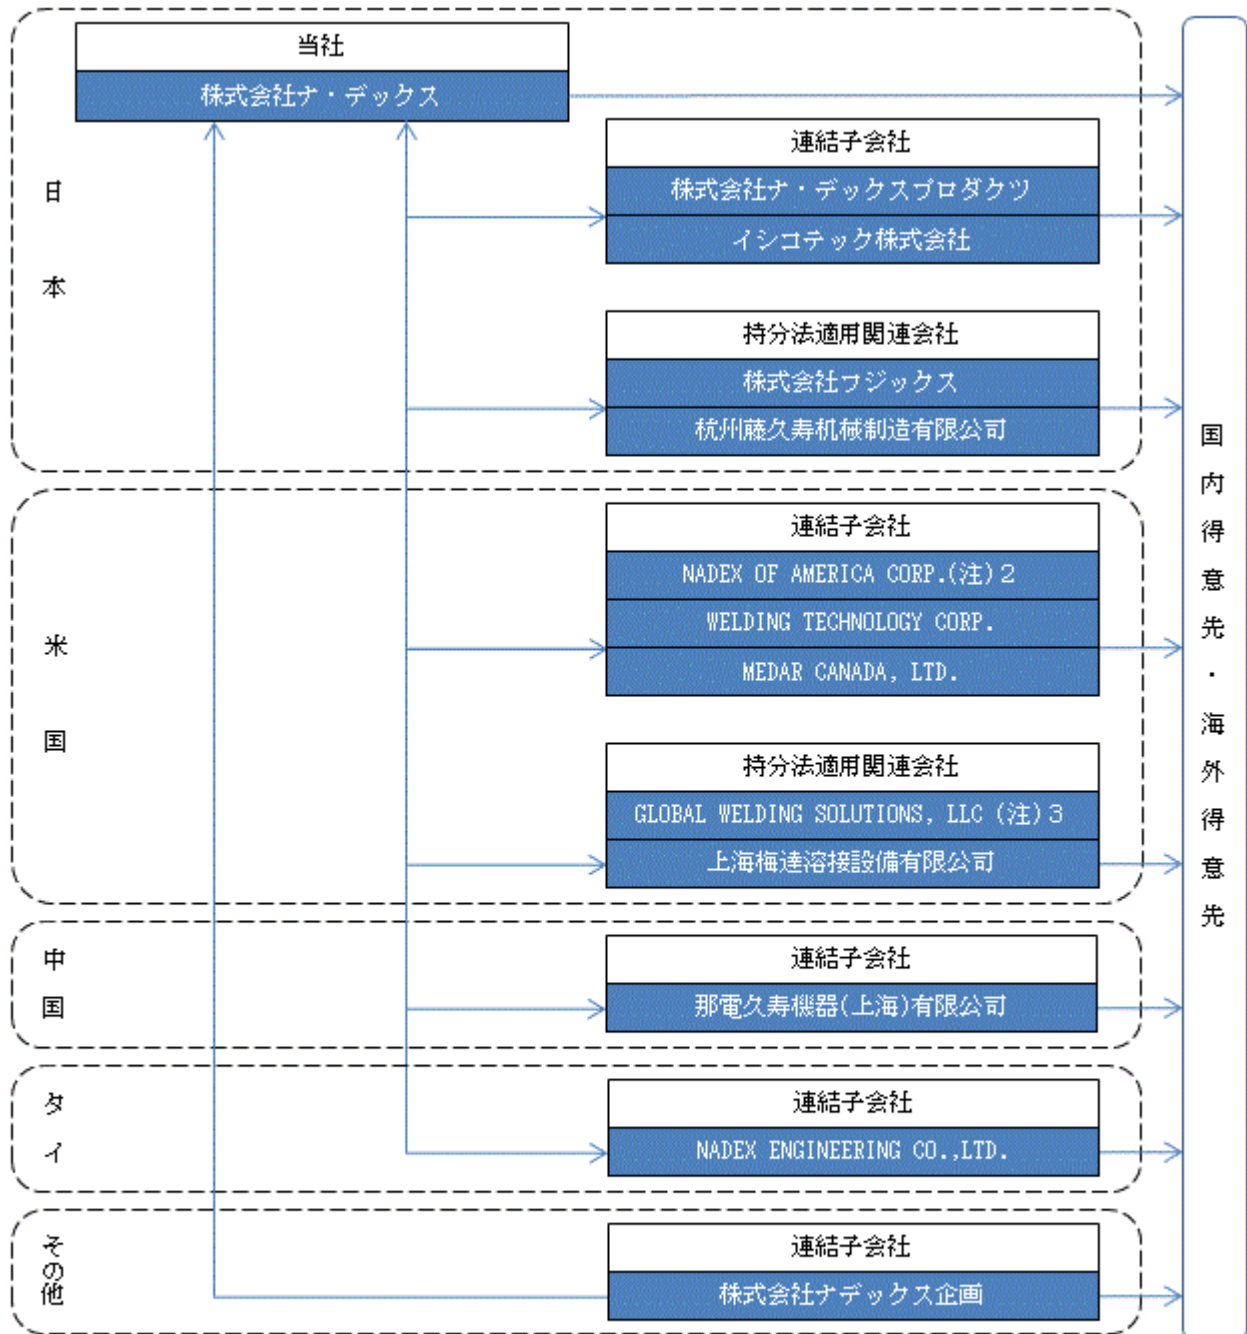 当社
株式会社ナ・デックス
日本
連結子会社
株式会社ナ・デックスプロダクツ
イシコテック株式会社
持分法適用関連会社
株式会社フジックス
杭州藤久寿机械制造有限公司
米国
連結子会社
NADEX OF AMERICA CORP.(注)2
WELDING TECHNOLOGY CORP.
MEDAR CANADA, LTD.
持分法適用関連会社
GLOBAL WELDING SOLUTIONS, LLC (注)3
上海梅達溶接設備有限公司
中国
連結子会社
那電久寿機器(上海)有限公司
タイ
連結子会社
NADEX ENGINEERING CO.,LTD.
その他
連結子会社
株式会社ナデックス企画
国内得意先・海外得意先